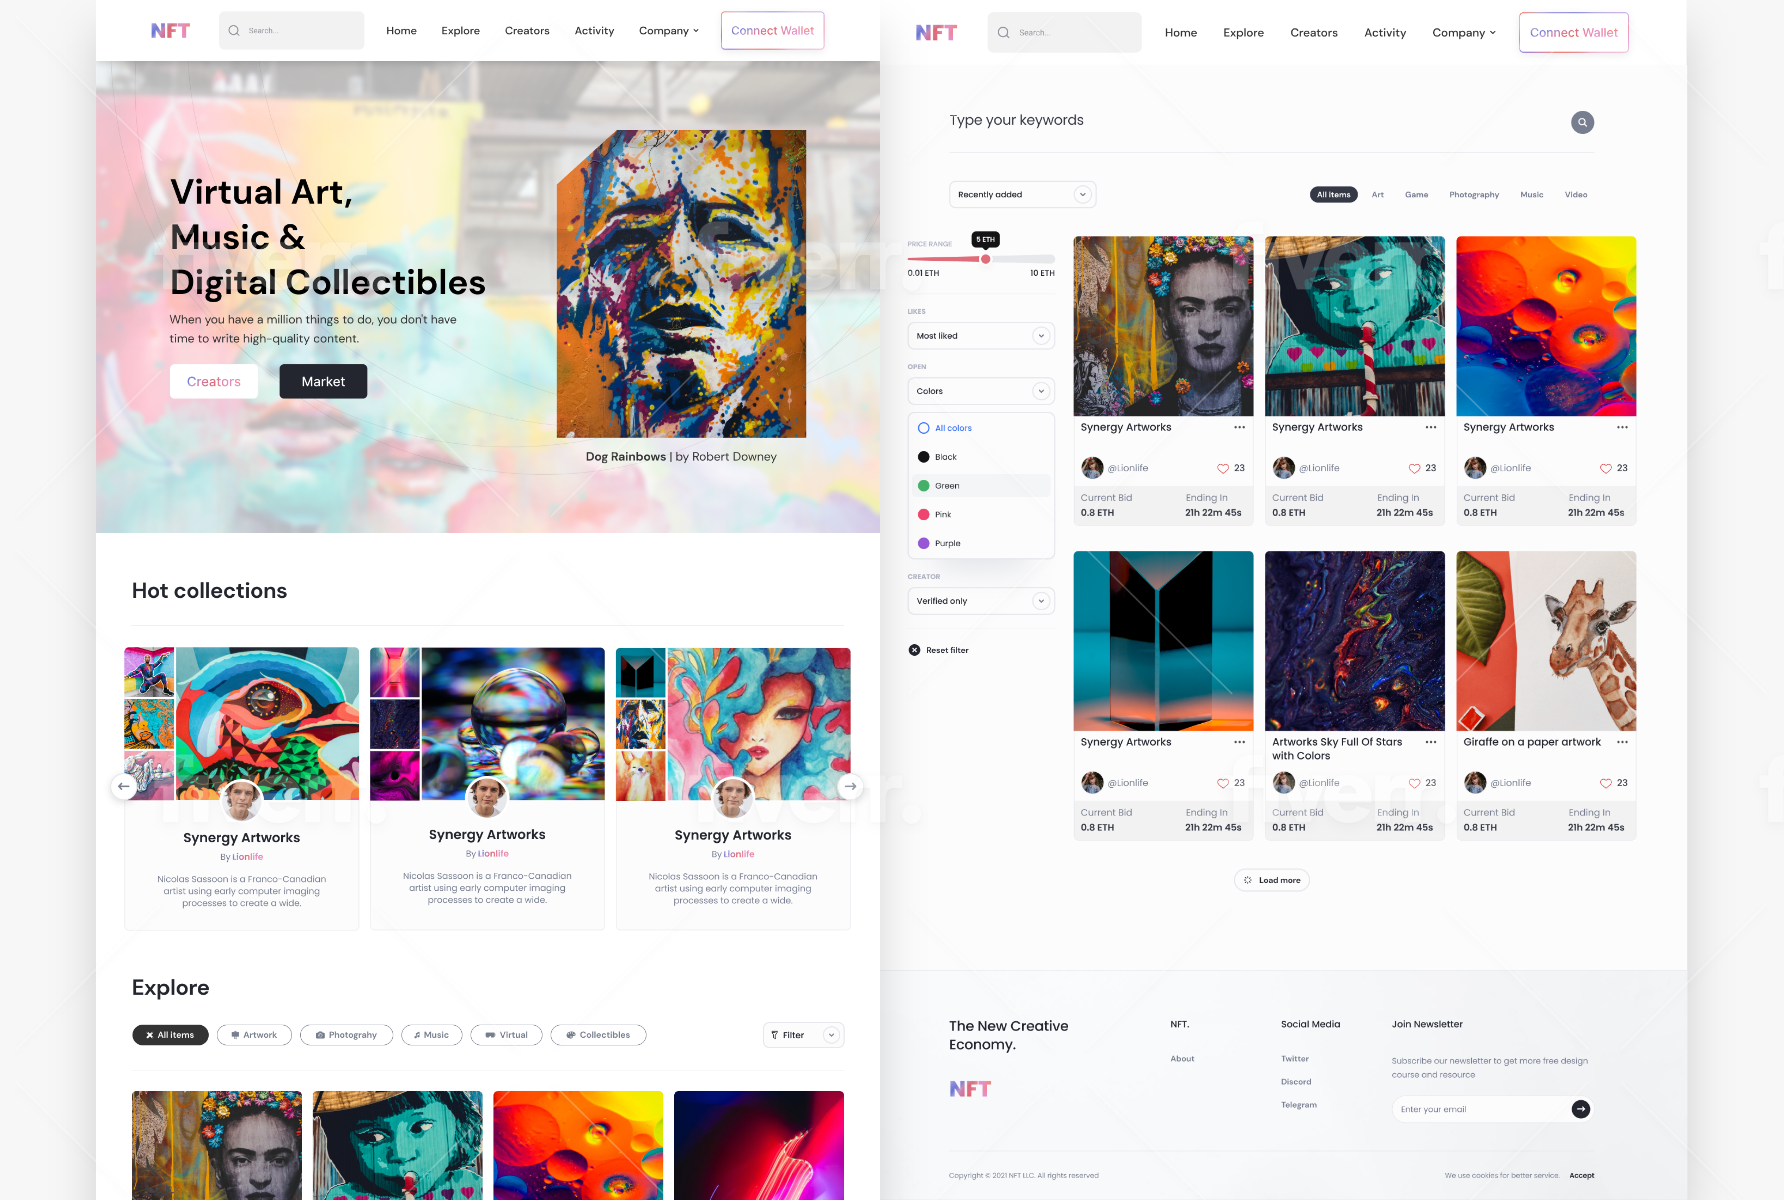 NFT
Search...
Home Explore Creators Activity Company
Connect Wallet
Virtual Art,
Music &
Digital Collectibles
When you have a million things to do, you don't have
time to write high-quality content.
Creators Market
Dog Rainbows | by Robert Downey
Hot collections
Synergy Artworks
By Lionlife
Nicolas Sassoon is a Franco-Canadian
artist using early computer imaging
processes to create a wide.
Synergy Artworks
By Lionlife
Nicolas Sassoon is a Franco-Canadian
artist using early computer imaging
processes to create a wide.
Synergy Artworks
By Lionlife
Nicolas Sassoon is a Franco-Canadian
artist using early computer imaging
processes to create a wide.
Explore
All items Artwork Photograhy Music Virtual Collectibles
Filter
NFT
Search...
Home Explore Creators Activity Company
Connect Wallet
Type your keywords
Recently added
All items Art Game Photography Music Video
PRICE RANGE
5 ETH
0.01 ETH 10 ETH
LIKES
Most liked
OPEN
Colors
All colors
Black
Green
Pink
Purple
CREATOR
Verified only
Reset filter
Synergy Artworks
@Lionlife 23
Current Bid Ending In
0.8 ETH 21h 22m 45s
Synergy Artworks
@Lionlife 23
Current Bid Ending In
0.8 ETH 21h 22m 45s
Synergy Artworks
@Lionlife 23
Current Bid Ending In
0.8 ETH 21h 22m 45s
Synergy Artworks
@Lionlife 23
Current Bid Ending In
0.8 ETH 21h 22m 45s
Artworks Sky Full Of Stars
with Colors
@Lionlife 23
Current Bid Ending In
0.8 ETH 21h 22m 45s
Giraffe on a paper artwork
@Lionlife 23
Current Bid Ending In
0.8 ETH 21h 22m 45s
Load more
The New Creative
Economy.
NFT
NFT.
About
Social Media
Twitter
Discord
Telegram
Join Newsletter
Subscribe our newsletter to get more free design
course and resource
Enter your email
Copyright © 2021 NFT LLC. All rights reserved
We use cookies for better service. Accept
fiverr.
fiverr.
fiverr.
fiverr.
fiverr.
fiverr.